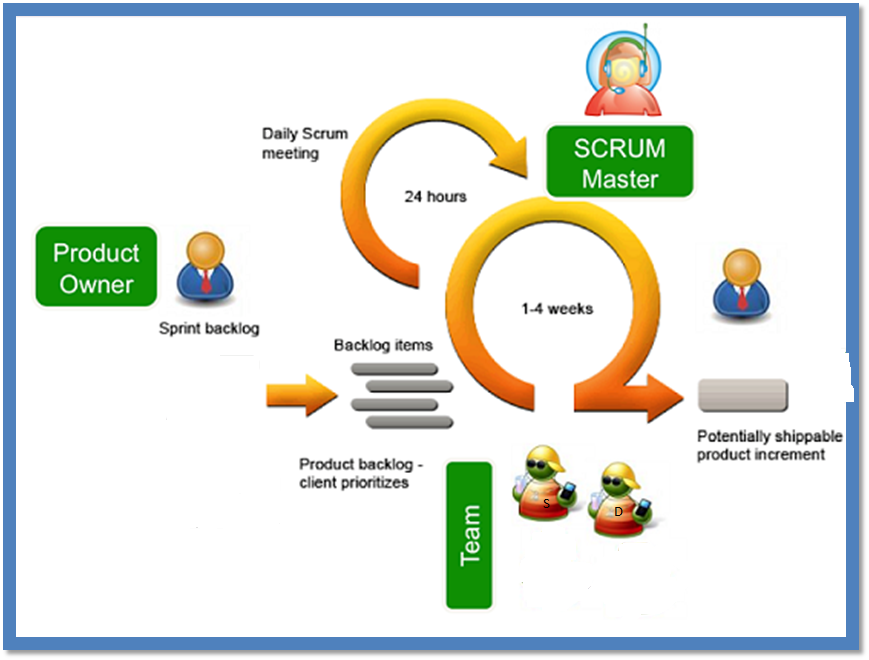 SCRUM
Master
Daily Scrum
meeting
24 hours
Product
Owner
Sprint backlog
1-4 weeks
Backlog items
Potentially shippable
product increment
Product backlog -
client prioritizes
Team
S
D